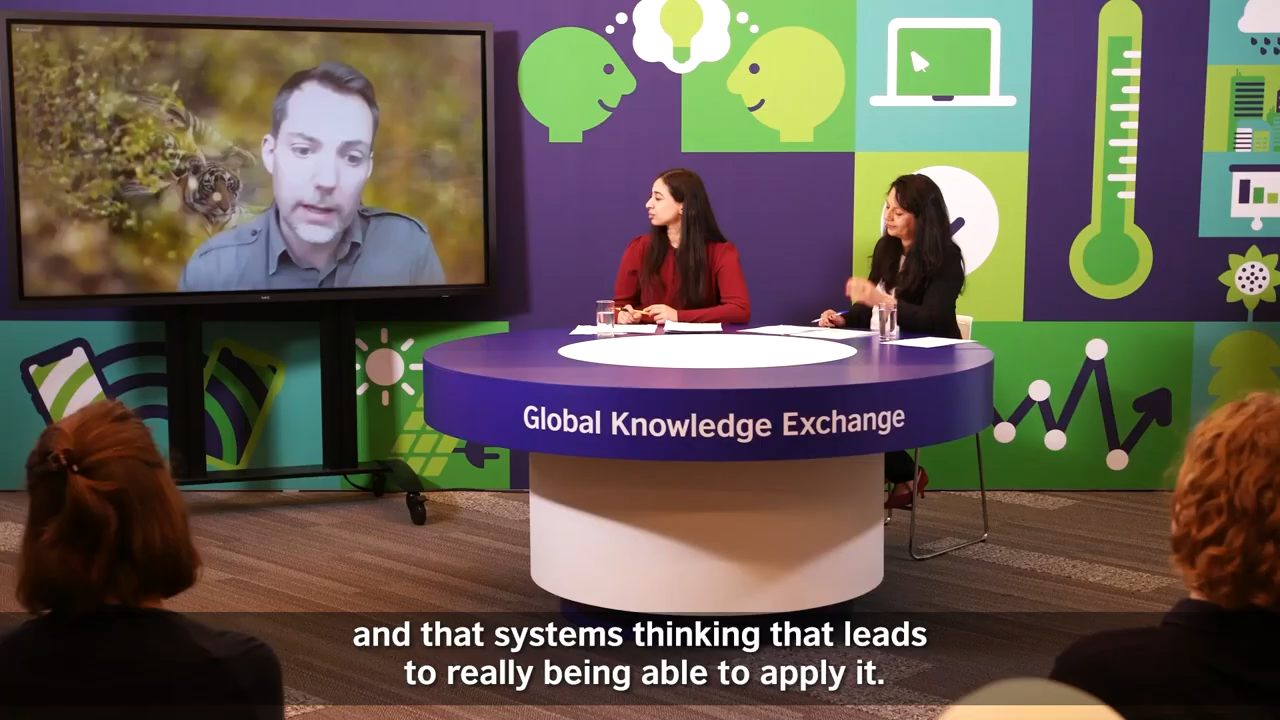 Global Knowledge Exchange
and that systems thinking that leads
to really being able to apply it.